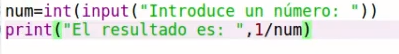 num=int(input("Introduce un número: "))
print("El resultado es: ",1/num)